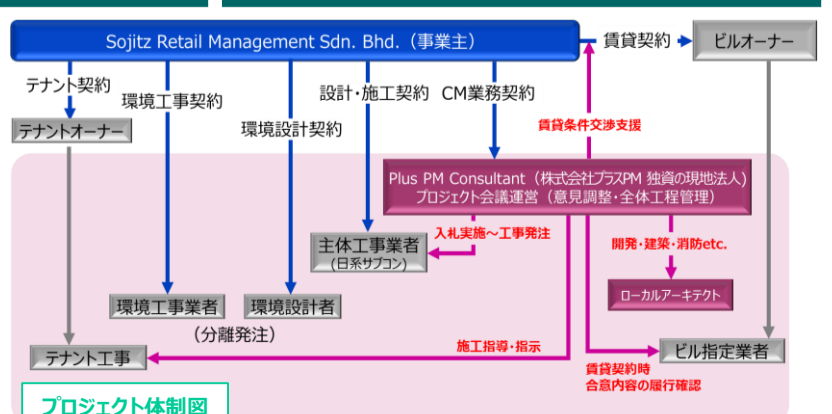 Sojitz Retail Management Sdn. Bhd.（事業主）
賃貸契約
ビルオーナー
テナント契約
環境工事契約
環境設計契約
設計・施工契約
CM業務契約
テナントオーナー
賃貸条件交渉支援
Plus PM Consultant（株式会社プラスPM 独資の現地法人)
プロジェクト会議運営（意見調整・全体工程管理）
入札実施～工事発注
主体工事業者
(日系サブコン)
開発・建築・消防etc.
ローカルアーキテクト
環境工事業者
環境設計者
（分離発注）
施工指導・指示
テナント工事
ビル指定業者
賃貸契約時
合意内容の履行確認
プロジェクト体制図